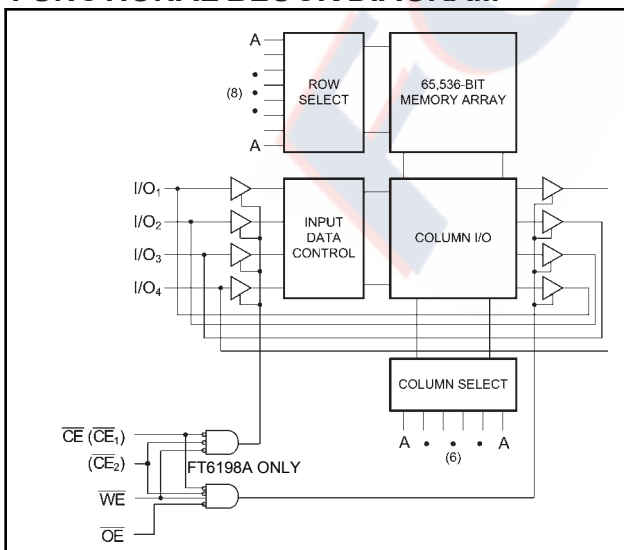 FUNCTIONAL BLOCK DIAGRAM
A
(8)
A
ROW
SELECT
65,536-BIT
MEMORY ARRAY
I/O1
I/O2
I/O3
I/O4
INPUT
DATA
CONTROL
COLUMN I/O
COLUMN SELECT
A
A
(6)
CE (CE1)
(CE2)
FT6198A ONLY
WE
OE